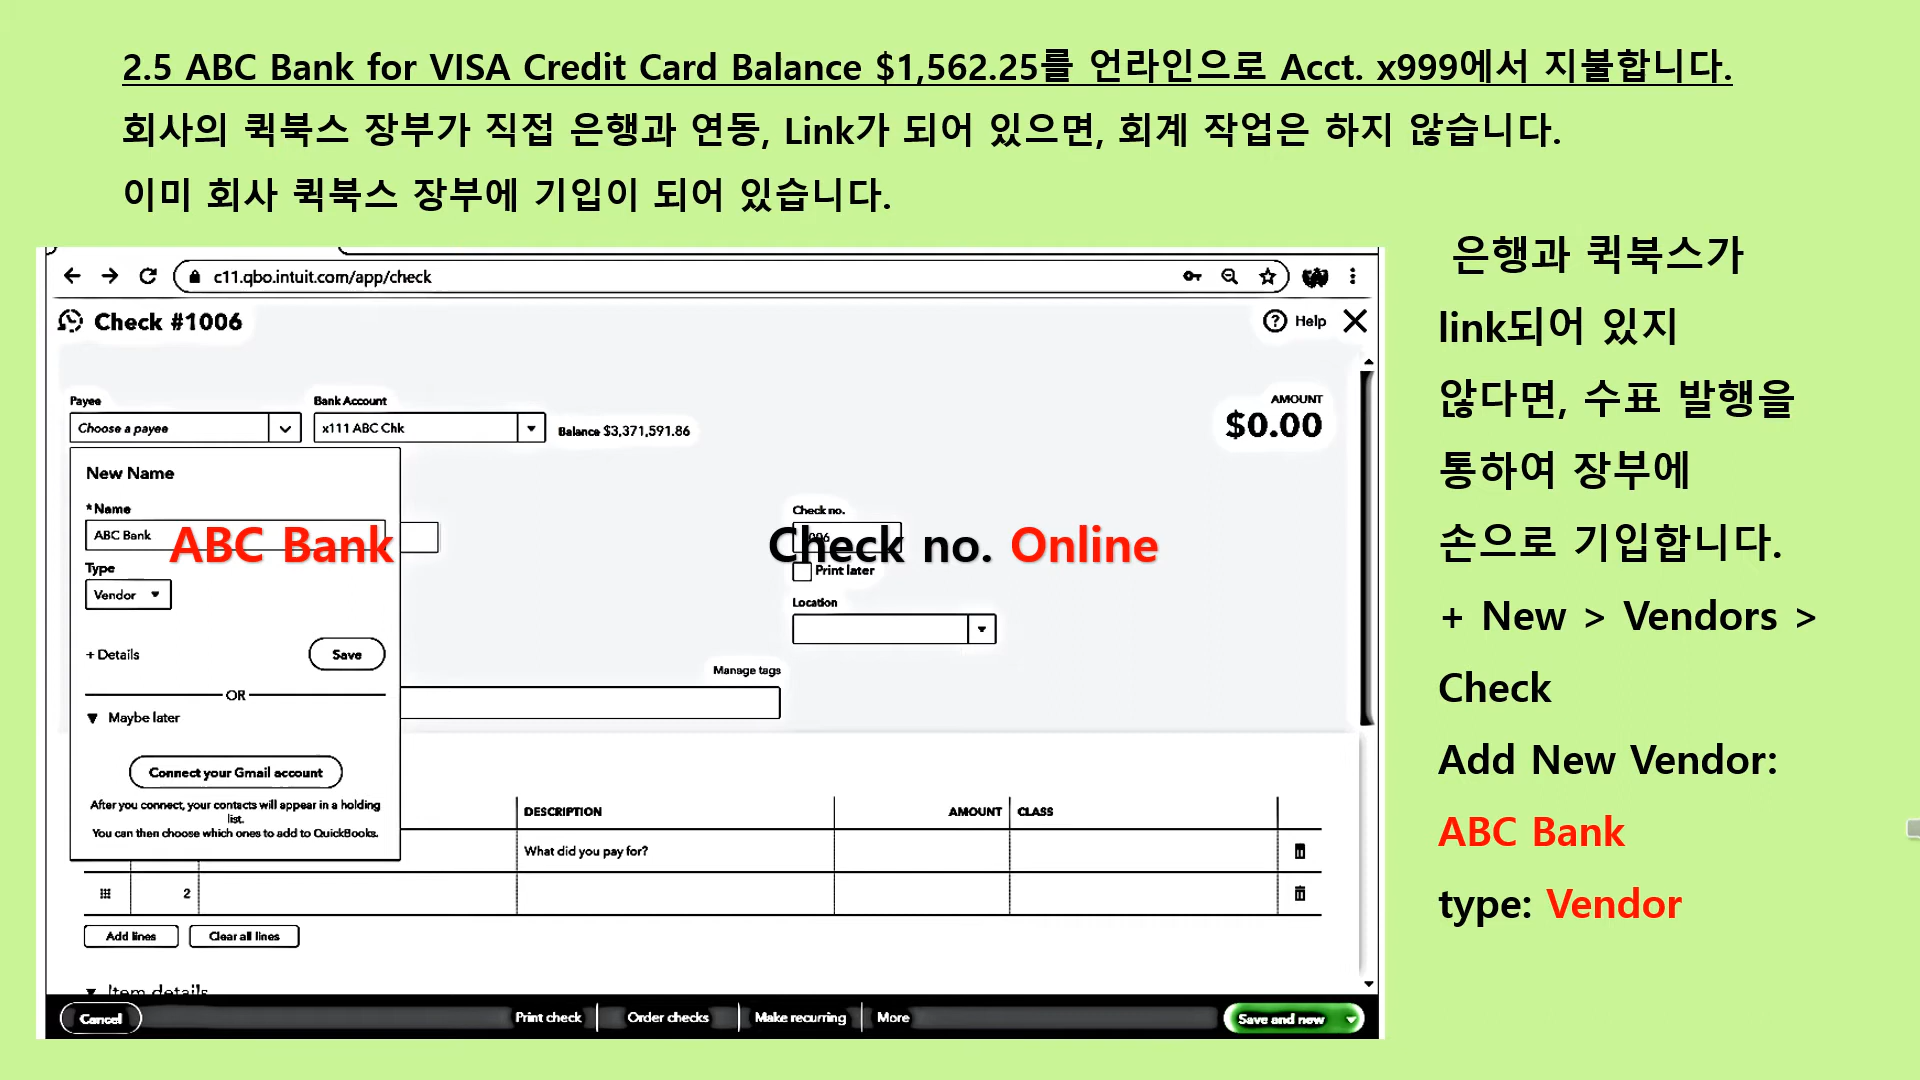 2.5 ABC Bank for VISA Credit Card Balance $1,562.25를 언라인으로 Acct. x999에서 지불합니다.
회사의 퀵북스 장부가 직접 은행과 연동, Link가 되어 있으면, 회계 작업은 하지 않습니다.
이미 회사 퀵북스 장부에 기입이 되어 있습니다.
은행과 퀵북스가
link되어 있지
않다면, 수표 발행을
통하여 장부에
손으로 기입합니다.
+ New > Vendors >
Check
Add New Vendor:
ABC Bank
type: Vendor
c11.qbo.intuit.com/app/check
Check #1006
Help
Payee
Bank Account
AMOUNT
Choose a payee
x111 ABC Chk
Balance $3,371,591.86
$0.00
New Name
*Name
Check no.
ABC Bank
ABC Bank
Check no. Online
Type
Print later
Vendor
Location
+ Details
Save
Manage tags
OR
Maybe later
Connect your Gmail account
After you connect, your contacts will appear in a holding
list.
You can then choose which ones to add to QuickBooks.
DESCRIPTION
AMOUNT
CLASS
What did you pay for?
2
Add lines
Clear all lines
Item details
Cancel
Print check
Order checks
Make recurring
More
Save and new